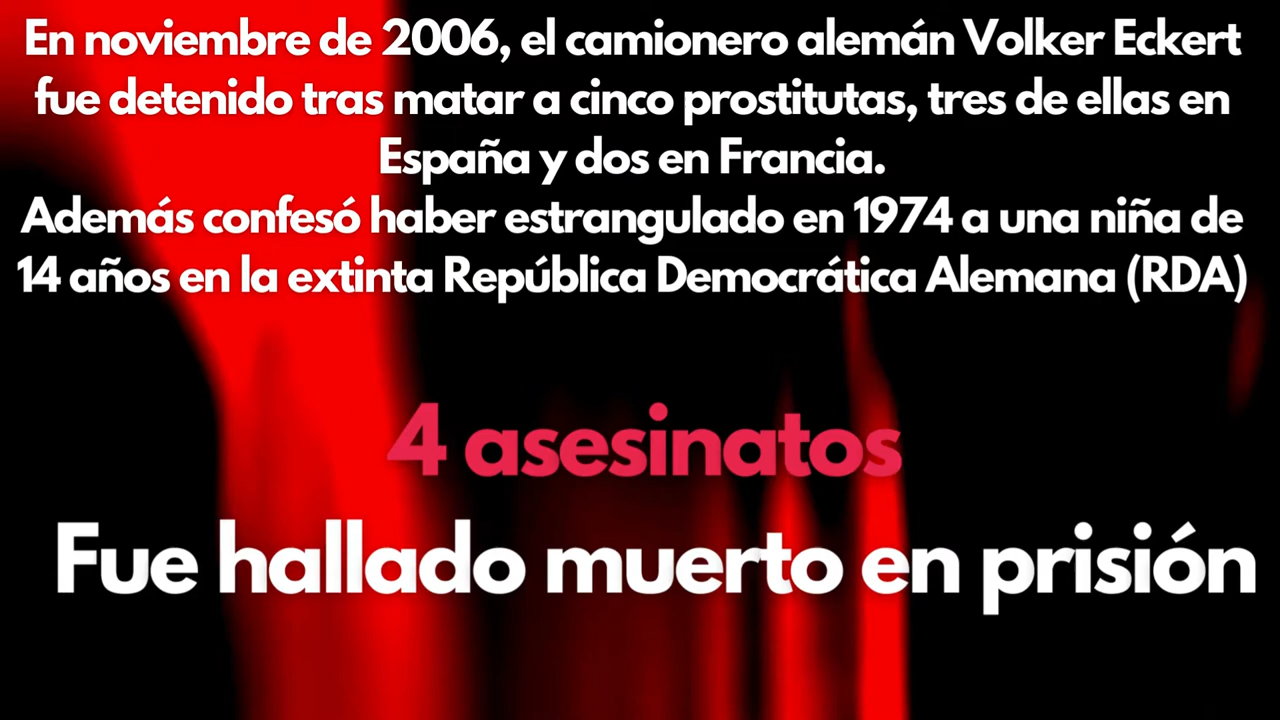 En noviembre de 2006, el camionero alemán Volker Eckert
fue detenido tras matar a cinco prostitutas, tres de ellas en
España y dos en Francia.
Además confesó haber estrangulado en 1974 a una niña de
14 años en la extinta República Democrática Alemana (RDA)
4 asesinatos
Fue hallado muerto en prisión